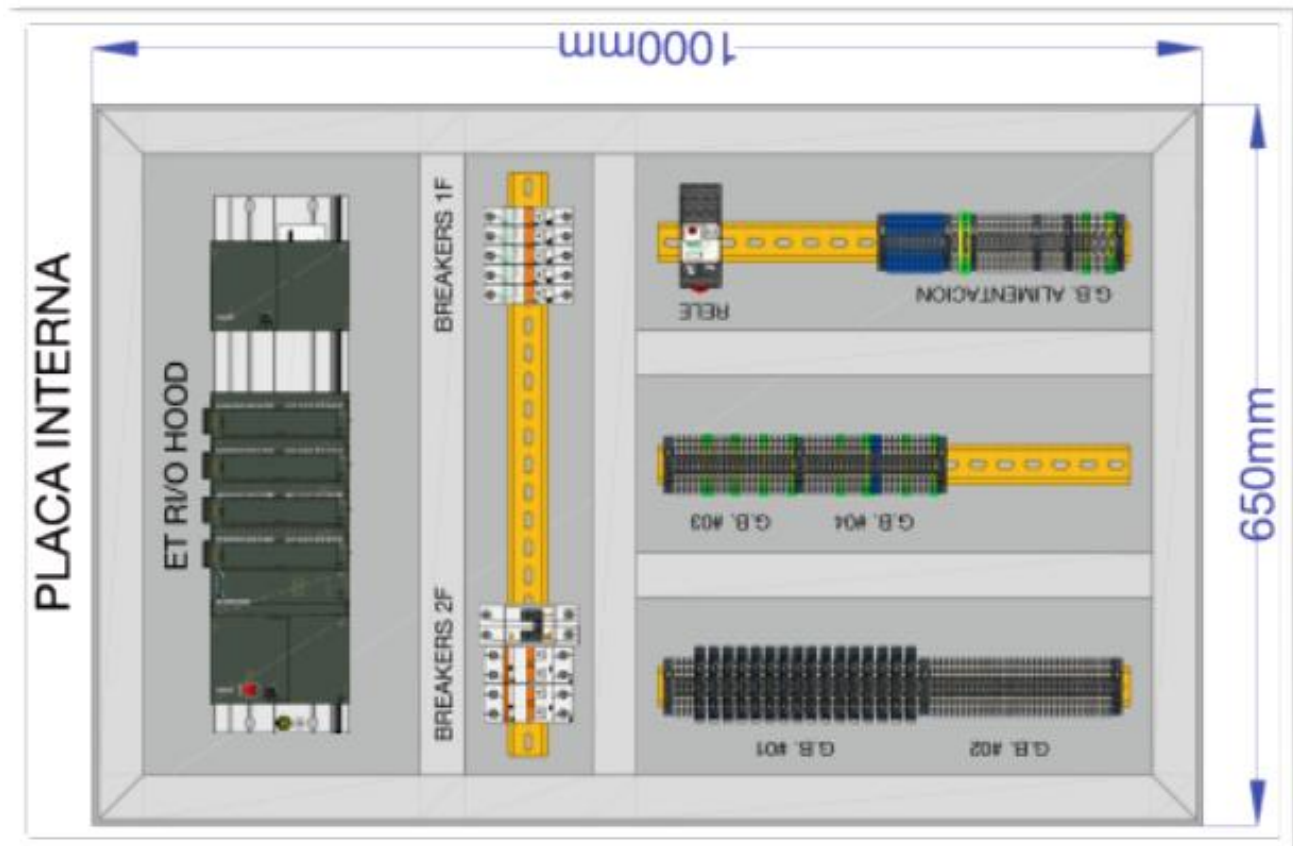 PLACA INTERNA
1000mm
650mm
ET RI/O HOOD
BREAKERS 1F
BREAKERS 2F
RELE
G.B. ALIMENTACION
G.B. #03
G.B. #04
G.B. #01
G.B. #02